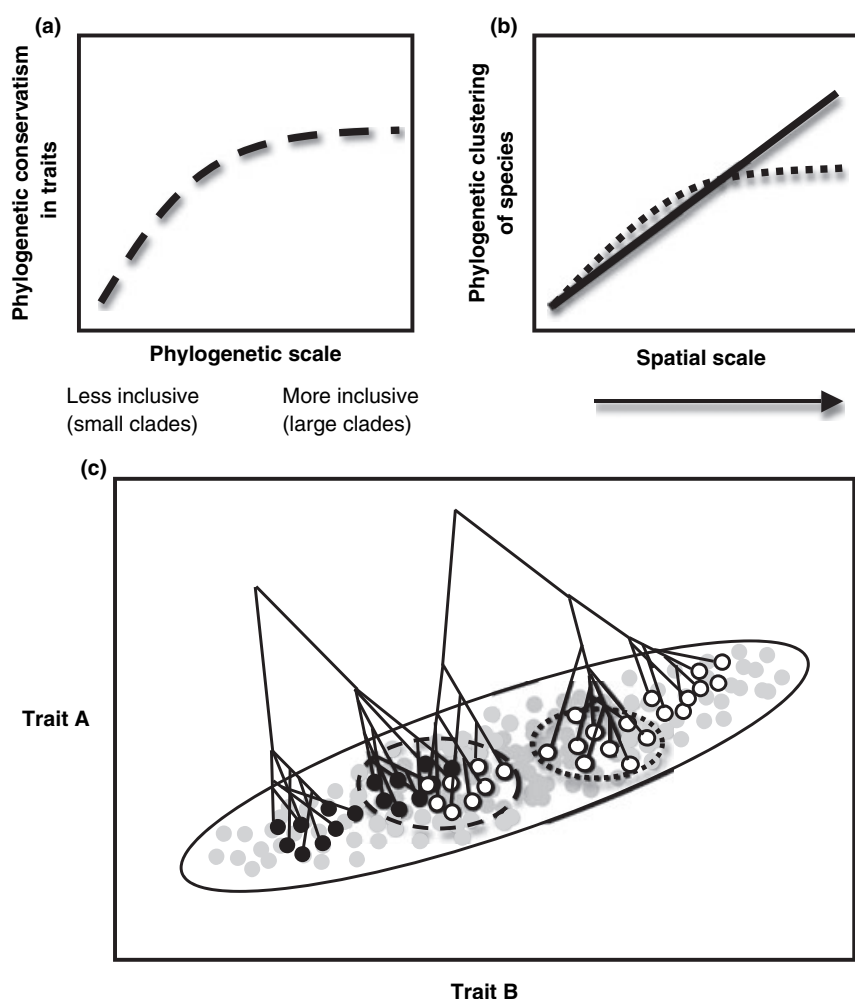 (a)
Phylogenetic conservatism
in traits
Phylogenetic scale
Less inclusive
(small clades)
More inclusive
(large clades)
(b)
Phylogenetic clustering
of species
Spatial scale
(c)
Trait A
Trait B